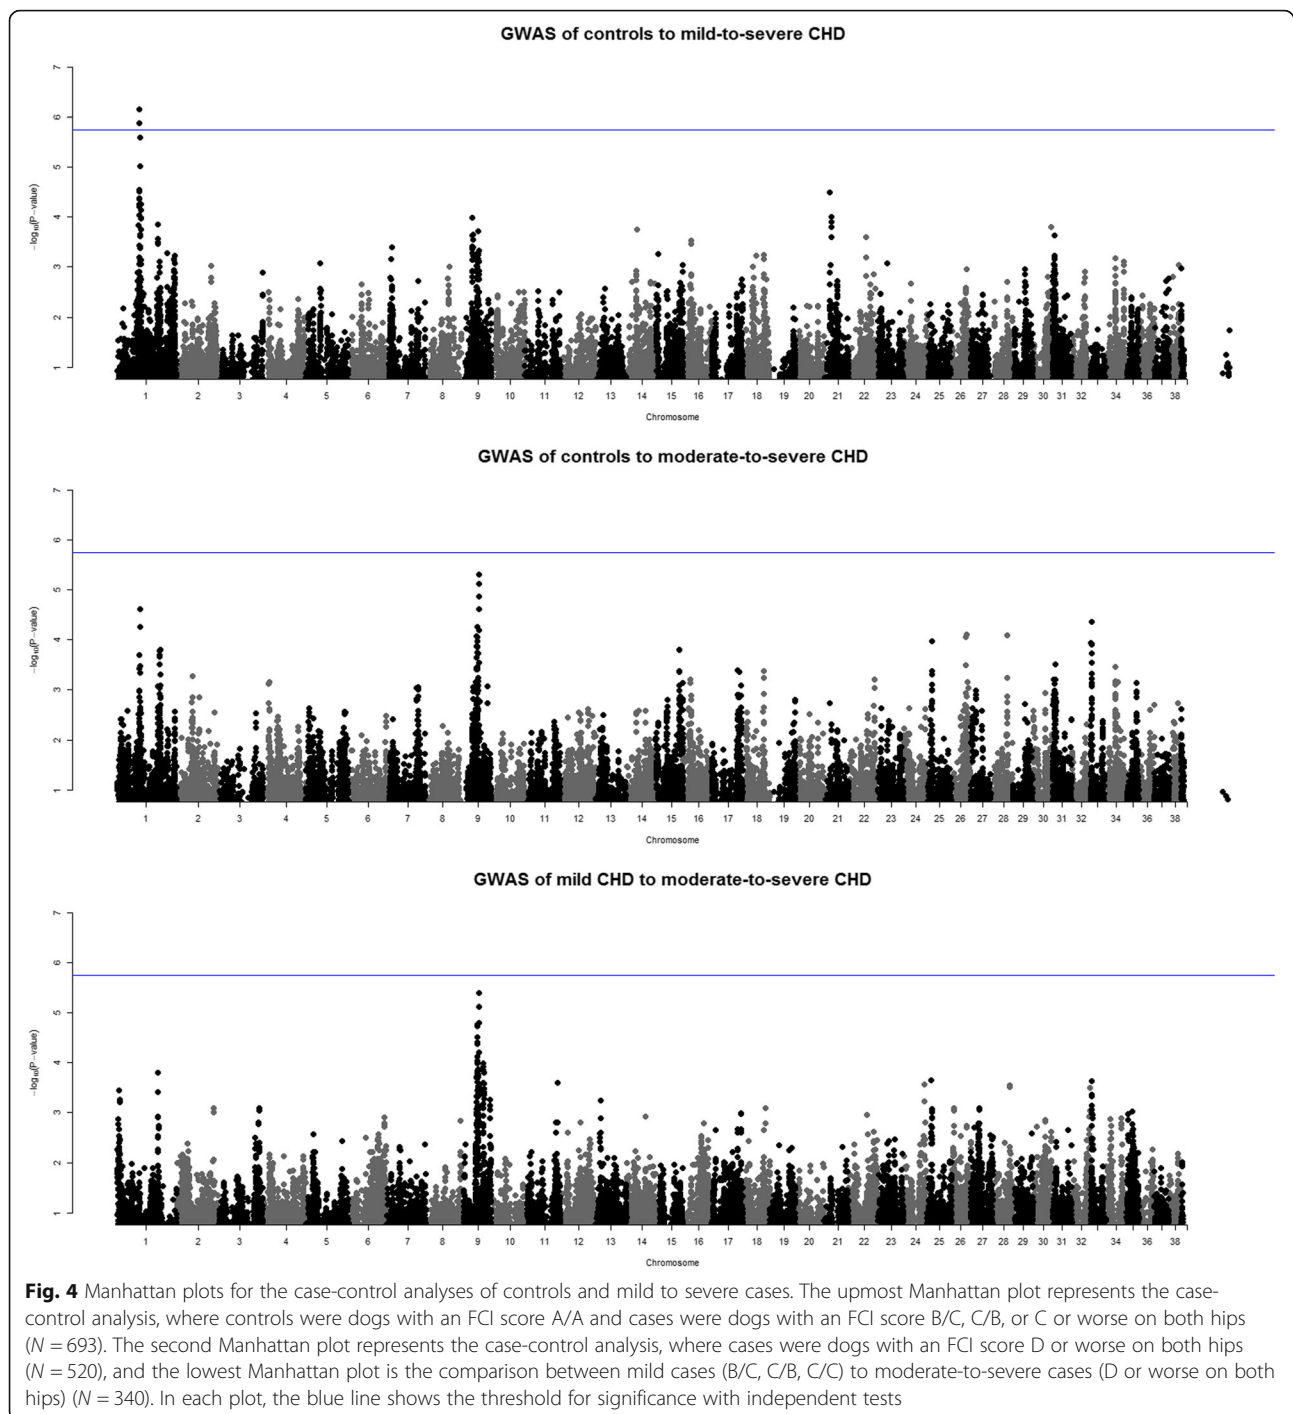 GWAS of controls to mild-to-severe CHD
7
6
5
4
3
2
1
−log10(P−value)
1 2 3 4 5 6 7 8 9 10 11 12 13 14 15 16 17 18 19 20 21 22 23 24 25 26 27 28 29 30 31 32 34 36 38
Chromosome
GWAS of controls to moderate-to-severe CHD
7
6
5
4
3
2
1
−log10(P−value)
1 2 3 4 5 6 7 8 9 10 11 12 13 14 15 16 17 18 19 20 21 22 23 24 25 26 27 28 29 30 31 32 34 36 38
Chromosome
GWAS of mild CHD to moderate-to-severe CHD
7
6
5
4
3
2
1
−log10(P−value)
1 2 3 4 5 6 7 8 9 10 11 12 13 14 15 16 17 18 19 20 21 22 23 24 25 26 27 28 29 30 31 32 34 36 38
Chromosome
Fig. 4 Manhattan plots for the case-control analyses of controls and mild to severe cases. The upmost Manhattan plot represents the case-
control analysis, where controls were dogs with an FCI score A/A and cases were dogs with an FCI score B/C, C/B, or C or worse on both hips
(N = 693). The second Manhattan plot represents the case-control analysis, where cases were dogs with an FCI score D or worse on both hips
(N = 520), and the lowest Manhattan plot is the comparison between mild cases (B/C, C/B, C/C) to moderate-to-severe cases (D or worse on both
hips) (N = 340). In each plot, the blue line shows the threshold for significance with independent tests